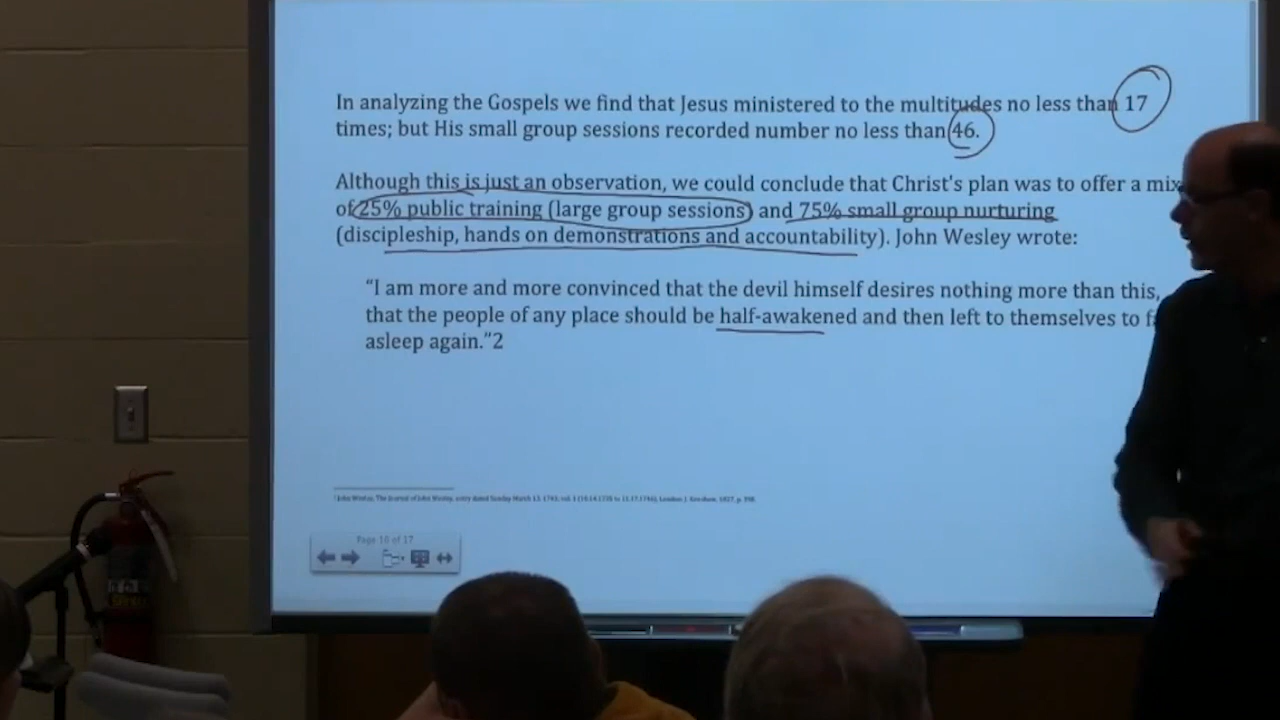 In analyzing the Gospels we find that Jesus ministered to the multitudes no less than 17
times; but His small group sessions recorded number no less than 46.
Although this is just an observation, we could conclude that Christ's plan was to offer a mix
of 25% public training (large group sessions) and 75% small group nurturing
(discipleship, hands on demonstrations and accountability). John Wesley wrote:
“I am more and more convinced that the devil himself desires nothing more than this,
that the people of any place should be half-awakened and then left to themselves to
asleep again.”2
Page 16 of 17